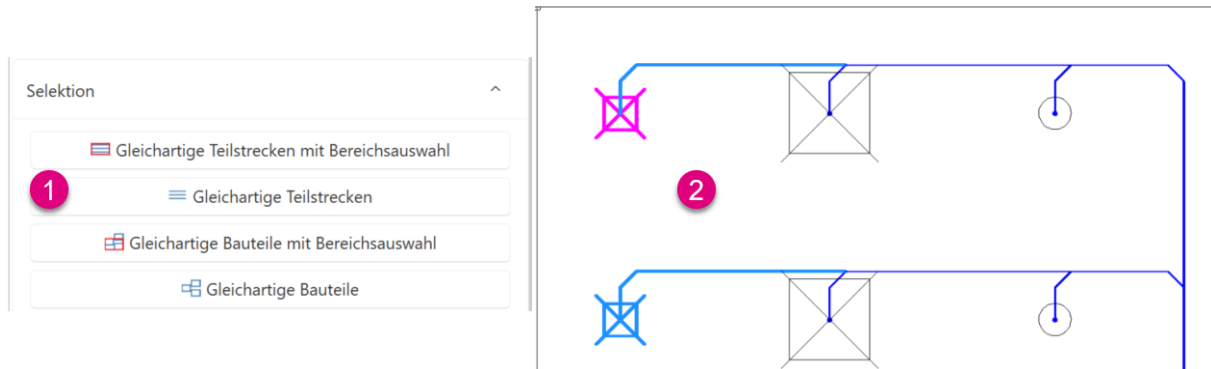 Selektion
Gleichartige Teilstrecken mit Bereichsauswahl
1
Gleichartige Teilstrecken
Gleichartige Bauteile mit Bereichsauswahl
Gleichartige Bauteile
2